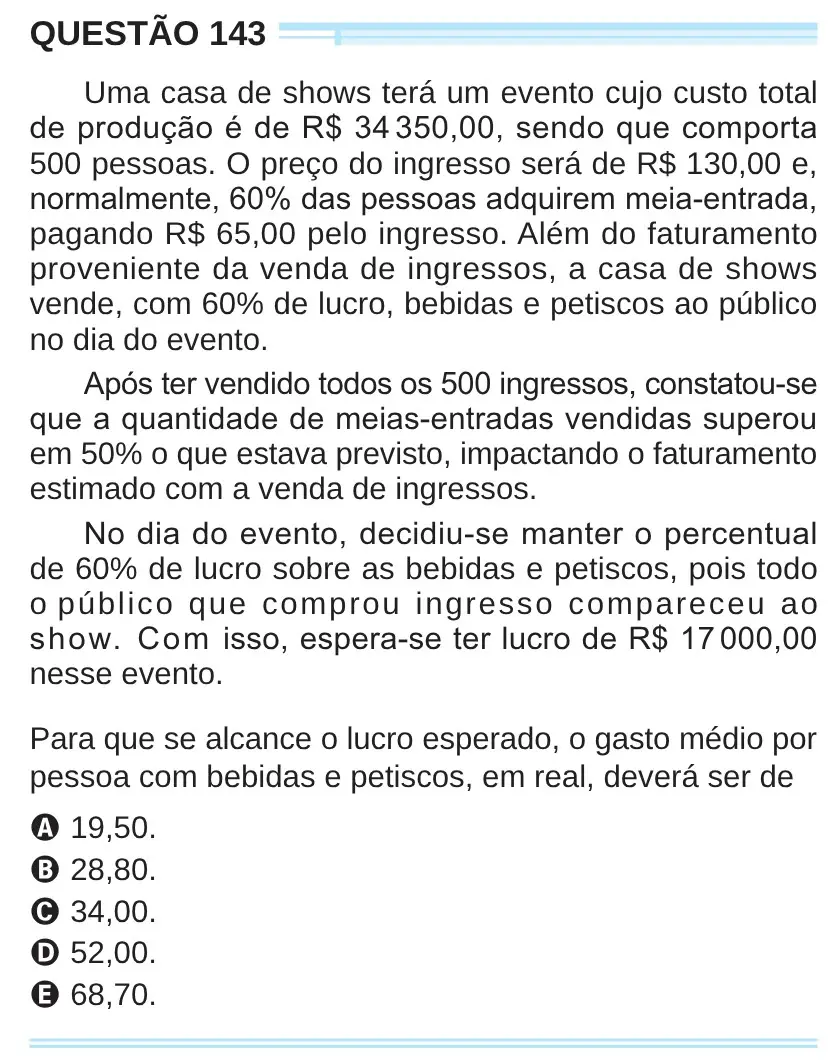 QUESTÃO 143
Uma casa de shows terá um evento cujo custo total
de produção é de R$ 34 350,00, sendo que comporta
500 pessoas. O preço do ingresso será de R$ 130,00 e,
normalmente, 60% das pessoas adquirem meia-entrada,
pagando R$ 65,00 pelo ingresso. Além do faturamento
proveniente da venda de ingressos, a casa de shows
vende, com 60% de lucro, bebidas e petiscos ao público
no dia do evento.
Após ter vendido todos os 500 ingressos, constatou-se
que a quantidade de meias-entradas vendidas superou
em 50% o que estava previsto, impactando o faturamento
estimado com a venda de ingressos.
No dia do evento, decidiu-se manter o percentual
de 60% de lucro sobre as bebidas e petiscos, pois todo
o público que comprou ingresso compareceu ao
show. Com isso, espera-se ter lucro de R$ 17 000,00
nesse evento.
Para que se alcance o lucro esperado, o gasto médio por
pessoa com bebidas e petiscos, em real, deverá ser de
A 19,50.
B 28,80.
C 34,00.
D 52,00.
E 68,70.